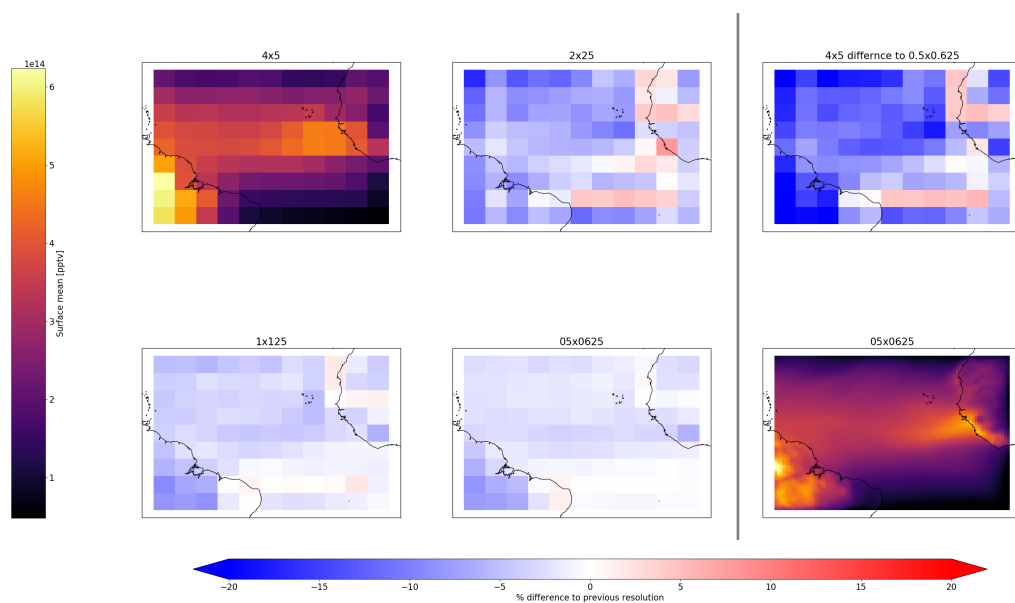 4x5
2x25
4x5 differnce to 0.5x0.625
1e14
6
5
4
3
2
1
Surface mean [pptv]
1x125
05x0625
05x0625
−20
−15
−10
−5
0
5
10
15
20
% difference to previous resolution